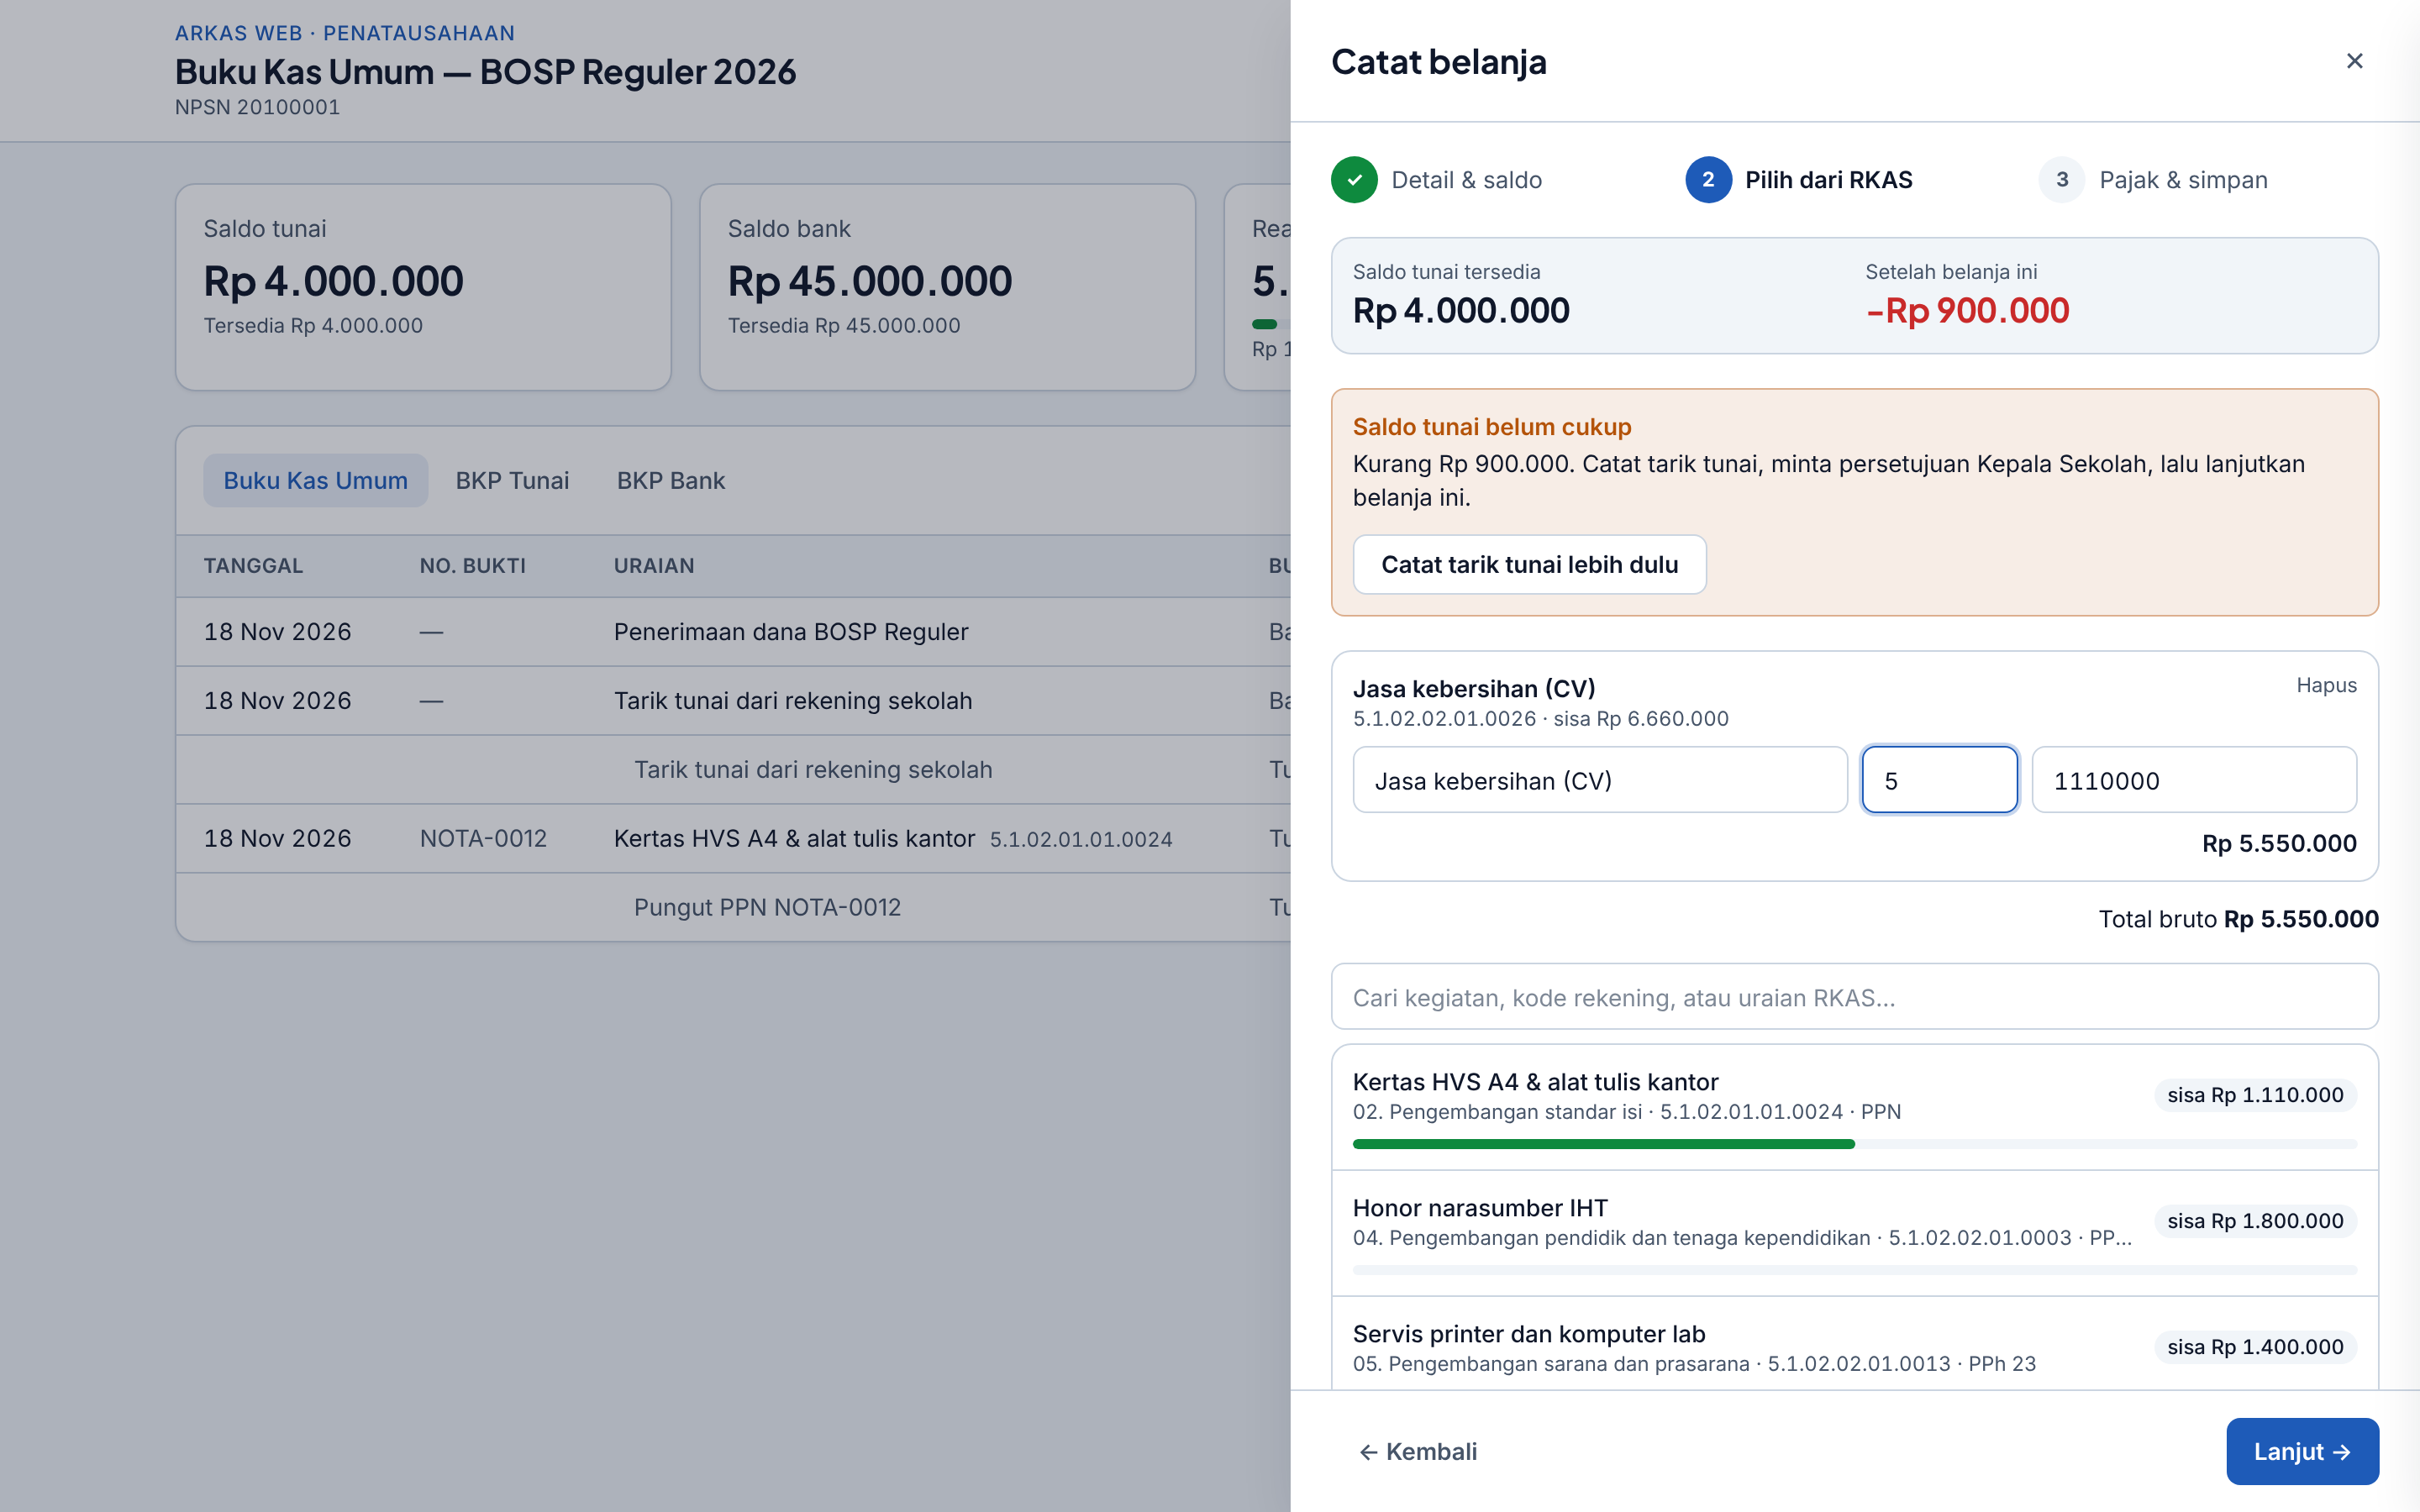 ARKAS WEB · PENATAUSAHAAN
Buku Kas Umum — BOSP Reguler 2026
NPSN 20100001
Saldo tunai
Rp 4.000.000
Tersedia Rp 4.000.000
Saldo bank
Rp 45.000.000
Tersedia Rp 45.000.000
Buku Kas Umum BKP Tunai BKP Bank
TANGGAL NO. BUKTI URAIAN
18 Nov 2026 — Penerimaan dana BOSP Reguler
18 Nov 2026 — Tarik tunai dari rekening sekolah
Tarik tunai dari rekening sekolah
18 Nov 2026 NOTA-0012 Kertas HVS A4 & alat tulis kantor 5.1.02.01.01.0024
Pungut PPN NOTA-0012
Catat belanja
Detail & saldo
2 Pilih dari RKAS
3 Pajak & simpan
Saldo tunai tersedia
Rp 4.000.000
Setelah belanja ini
−Rp 900.000
Saldo tunai belum cukup
Kurang Rp 900.000. Catat tarik tunai, minta persetujuan Kepala Sekolah, lalu lanjutkan
belanja ini.
Catat tarik tunai lebih dulu
Jasa kebersihan (CV)
Hapus
5.1.02.02.01.0026 · sisa Rp 6.660.000
Jasa kebersihan (CV) 5 1110000
Rp 5.550.000
Total bruto Rp 5.550.000
Cari kegiatan, kode rekening, atau uraian RKAS...
Kertas HVS A4 & alat tulis kantor
02. Pengembangan standar isi · 5.1.02.01.01.0024 · PPN
sisa Rp 1.110.000
Honor narasumber IHT
04. Pengembangan pendidik dan tenaga kependidikan · 5.1.02.02.01.0003 · PP...
sisa Rp 1.800.000
Servis printer dan komputer lab
05. Pengembangan sarana dan prasarana · 5.1.02.02.01.0013 · PPh 23
sisa Rp 1.400.000
← Kembali
Lanjut →